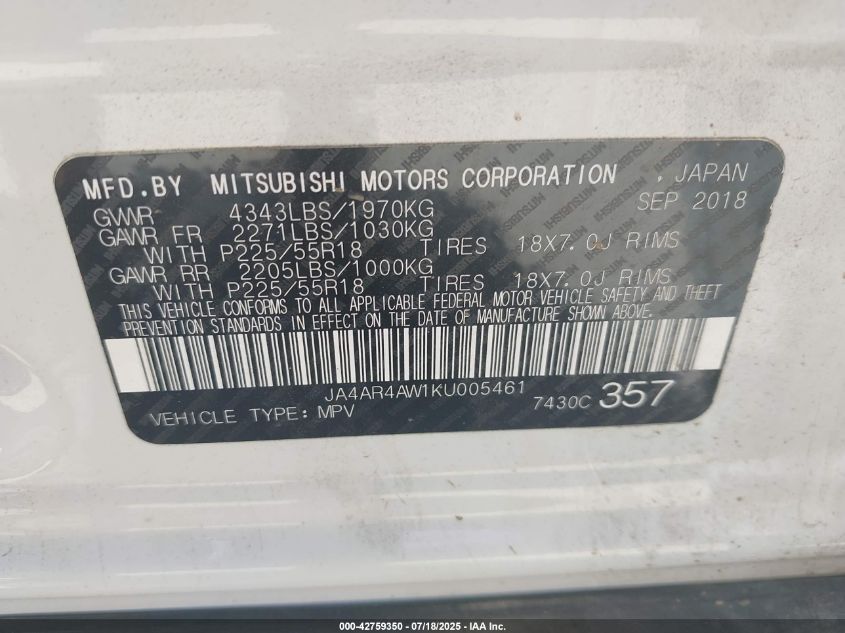 MFD.BY MITSUBISHI MOTORS CORPORATION , JAPAN
GVWR 4343LBS/1970KG SEP 2018
GAWR FR 2271LBS/1030KG
WITH P225/55R18 TIRES 18X7.0J RIMS
GAWR RR 2205LBS/1000KG
WITH P225/55R18 TIRES 18X7.0J RIMS
THIS VEHICLE CONFORMS TO ALL APPLICABLE FEDERAL MOTOR VEHICLE SAFETY AND THEFT
PREVENTION STANDARDS IN EFFECT ON THE DATE OF MANUFACTURE SHOWN ABOVE.
JA4AR4AW1KU005461
VEHICLE TYPE: MPV 7430C 357
000-42759350 | 07/18/2025 | IAA Inc.